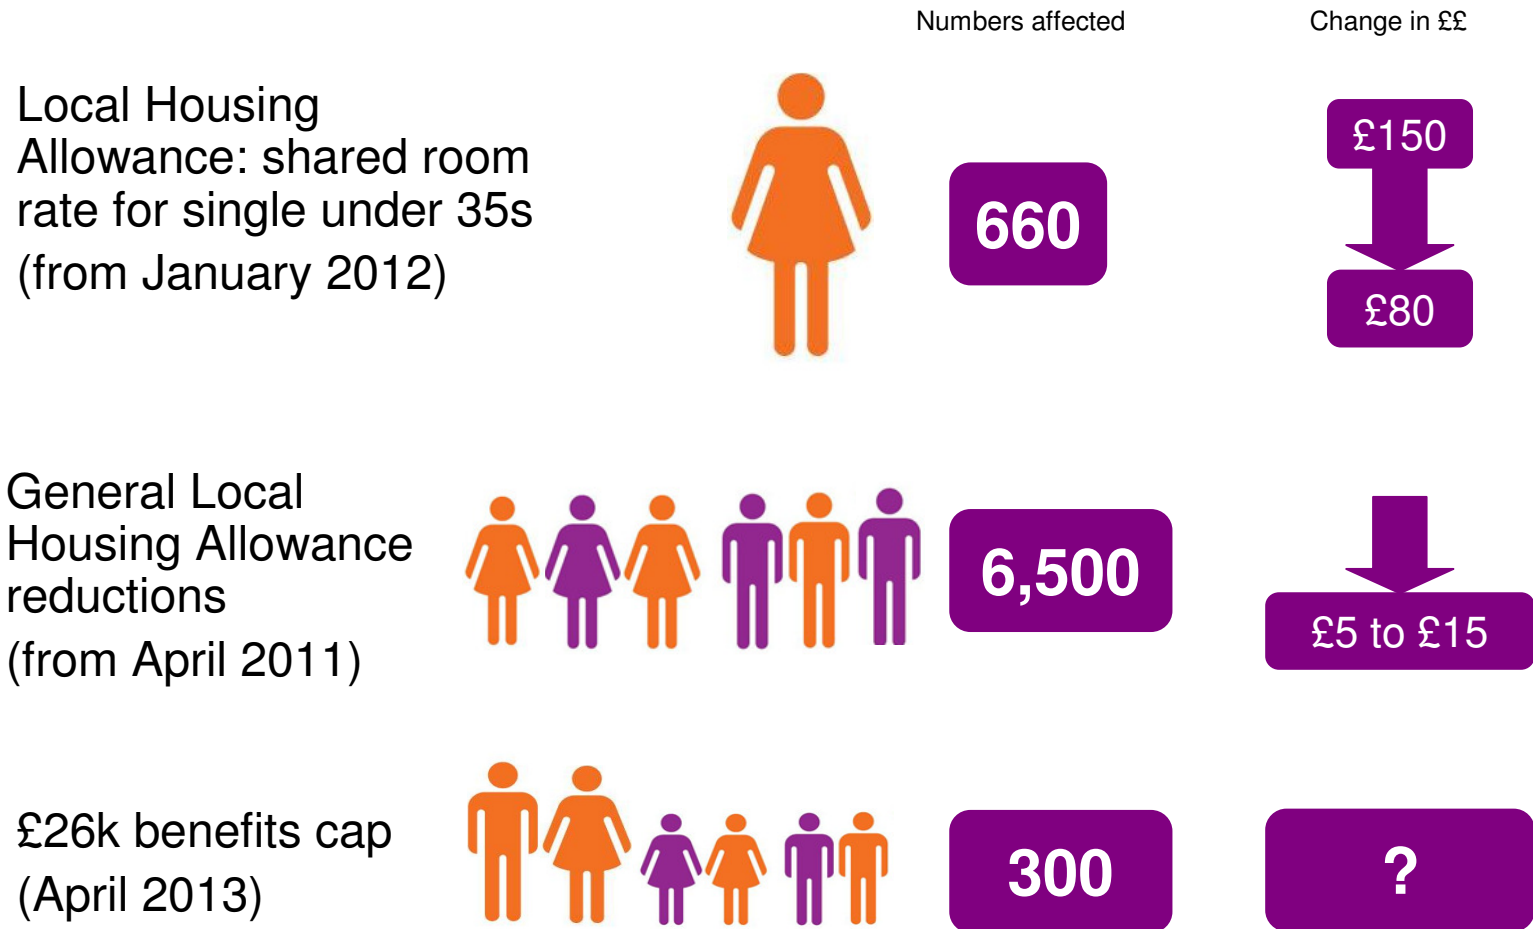 Numbers affected
Change in ££
Local Housing
Allowance: shared room
rate for single under 35s
(from January 2012)
660
£150
£80
General Local
Housing Allowance
reductions
(from April 2011)
6,500
£5 to £15
£26k benefits cap
(April 2013)
300
?